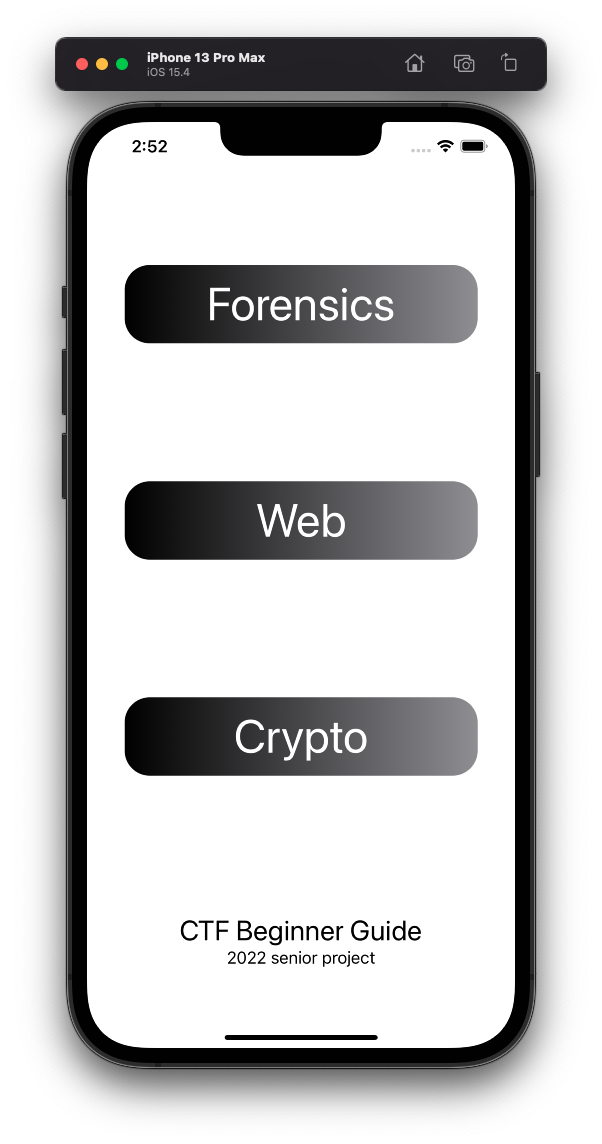 iPhone 13 Pro Max
iOS 15.4
2:52
Forensics
Web
Crypto
CTF Beginner Guide
2022 senior project